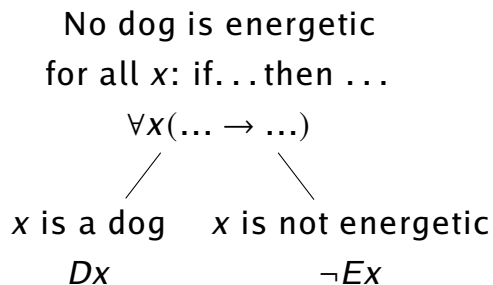 No dog is energetic
for all x: if. . . then . . .
∀x(... → ...)
x is a dog x is not energetic
Dx ¬Ex